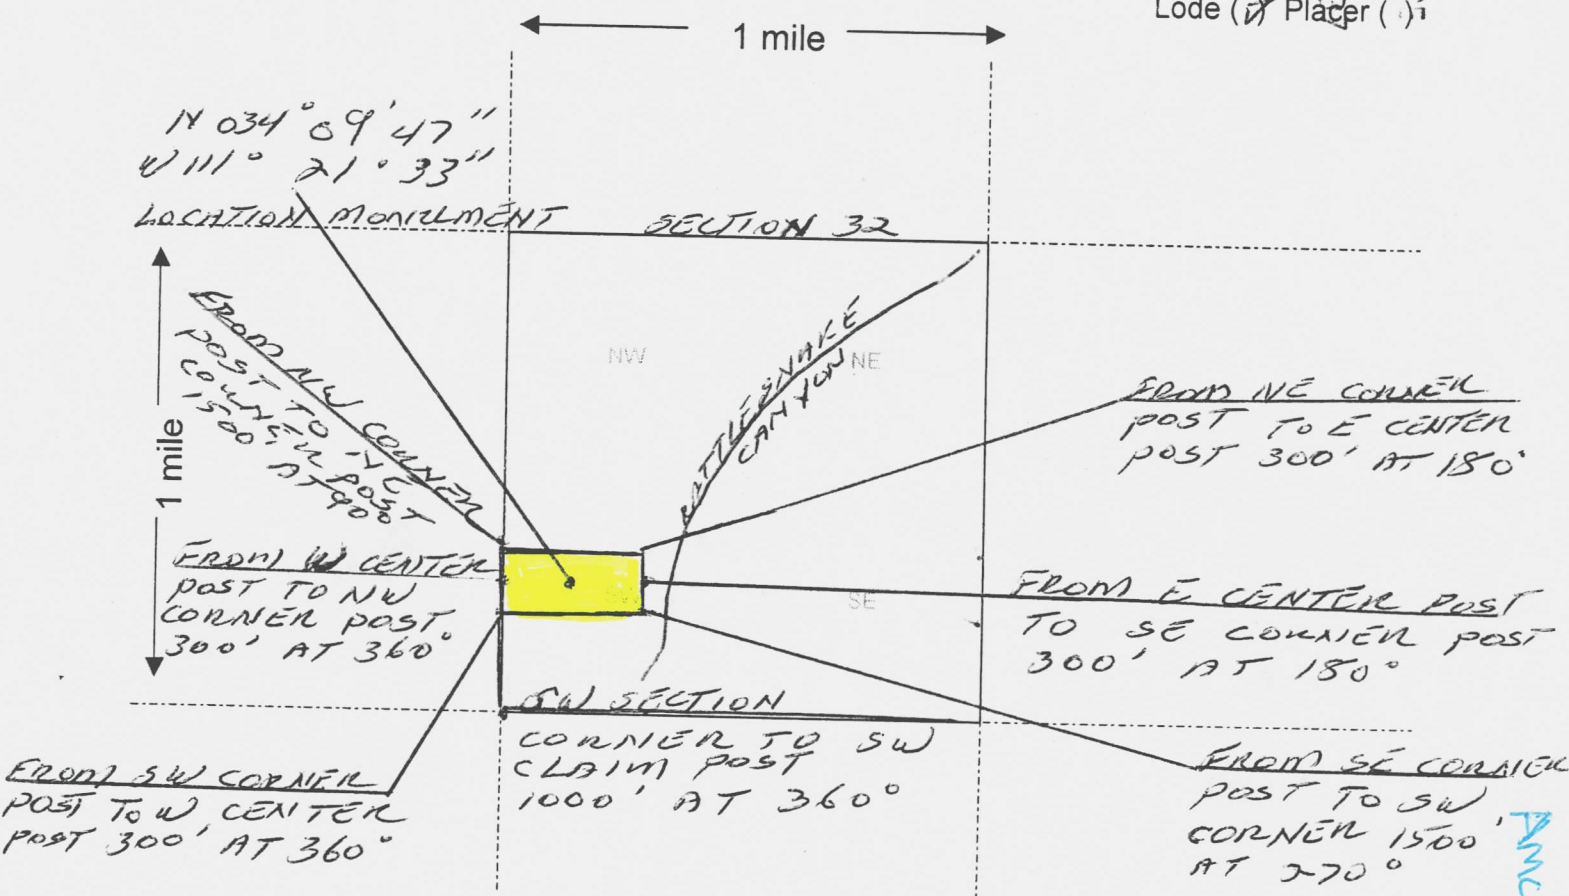 Lode (✓) Placer ( )
1 mile
N 034° 09' 47"
W 111° 21° 33"
LOCATION MONUMENT
SECTION 32
FROM NW CORNER
POST TO NE
CORNER POST
1500' AT 900
1 mile
NW
NE
RATTLESNAKE
CANYON
FROM NE CORNER
POST TO E CENTER
POST 300' AT 180°
FROM W CENTER
POST TO NW
CORNER POST
300' AT 360°
SW
SE
FROM E CENTER POST
TO SE CORNER POST
300' AT 180°
SW SECTION
CORNER TO SW
CLAIM POST
1000' AT 360°
FROM SW CORNER
POST TO W CENTER
POST 300' AT 360°
FROM SE CORNER
POST TO SW
CORNER 1500'
AT 270°
AMC